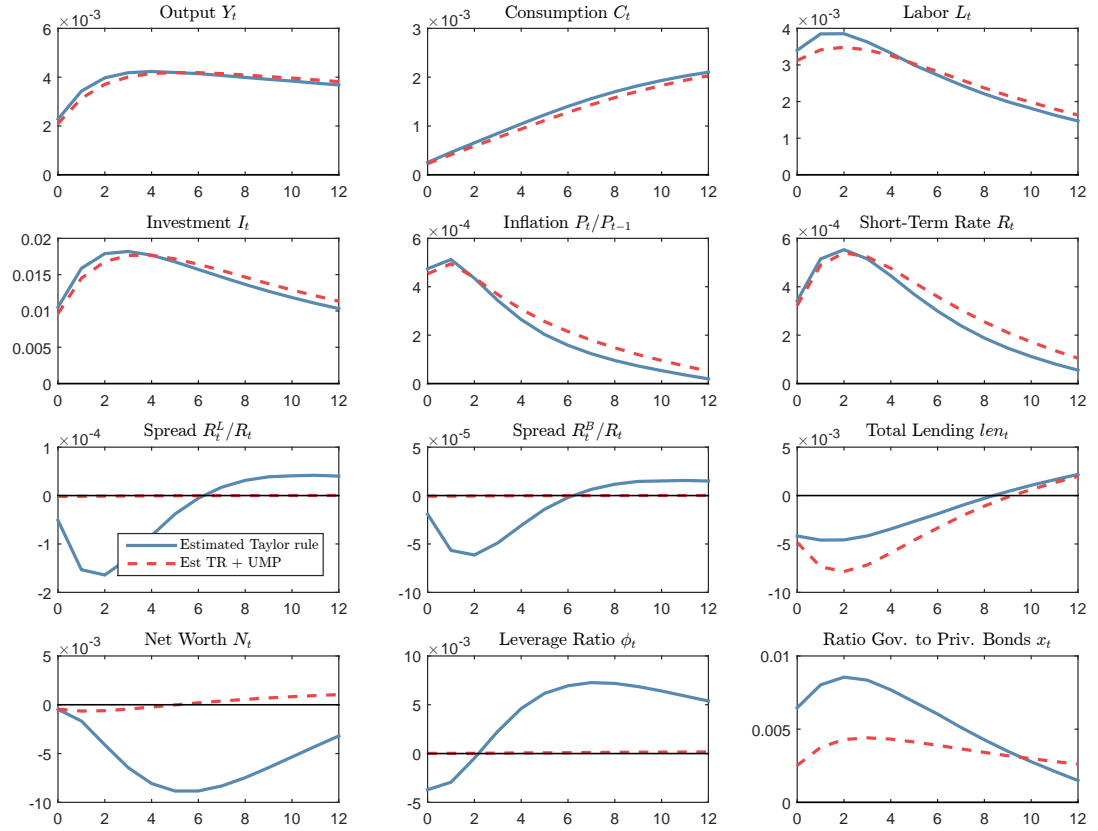 Output Y_t
×10^-3
6
4
2
0
0 2 4 6 8 10 12
Consumption C_t
×10^-3
3
2
1
0
0 2 4 6 8 10 12
Labor L_t
×10^-3
4
3
2
1
0
0 2 4 6 8 10 12
Investment I_t
0.02
0.015
0.01
0.005
0
0 2 4 6 8 10 12
Inflation P_t/P_{t−1}
×10^-4
6
4
2
0
0 2 4 6 8 10 12
Short-Term Rate R_t
×10^-4
6
4
2
0
0 2 4 6 8 10 12
Spread R_t^L/R_t
×10^-4
1
0
-1
-2
0 2 4 6 8 10 12
Estimated Taylor rule
Est TR + UMP
Spread R_t^B/R_t
×10^-5
5
0
-5
-10
0 2 4 6 8 10 12
Total Lending len_t
×10^-3
5
0
-5
-10
0 2 4 6 8 10 12
Net Worth N_t
×10^-3
5
0
-5
-10
0 2 4 6 8 10 12
Leverage Ratio ϕ_t
×10^-3
10
5
0
-5
0 2 4 6 8 10 12
Ratio Gov. to Priv. Bonds x_t
0.01
0.005
0
0 2 4 6 8 10 12